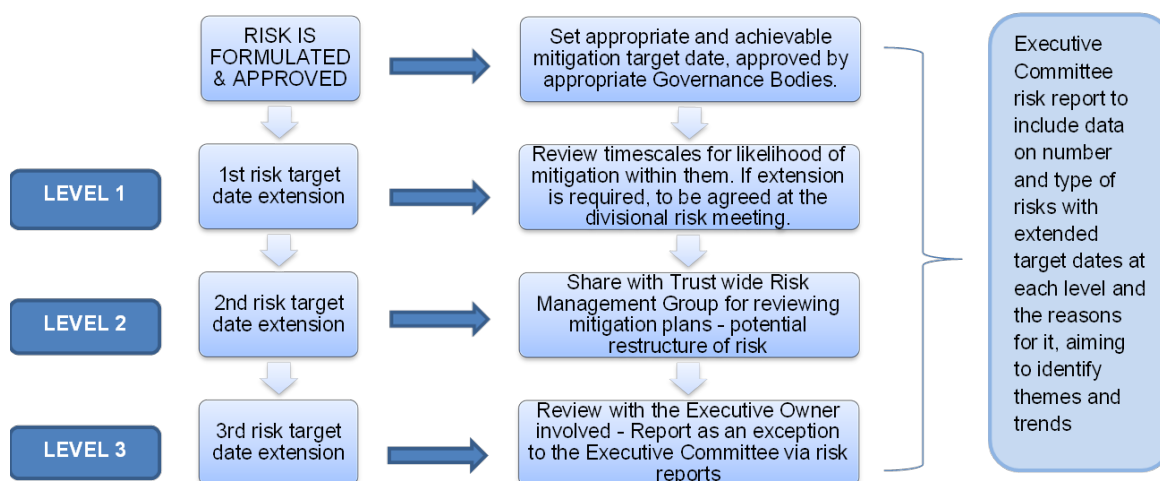 RISK IS
FORMULATED
& APPROVED
Set appropriate and achievable
mitigation target date, approved by
appropriate Governance Bodies.
LEVEL 1
1st risk target
date extension
Review timescales for likelihood of
mitigation within them. If extension
is required, to be agreed at the
divisional risk meeting.
LEVEL 2
2nd risk target
date extension
Share with Trust wide Risk
Management Group for reviewing
mitigation plans - potential
restructure of risk
LEVEL 3
3rd risk target
date extension
Review with the Executive Owner
involved - Report as an exception
to the Executive Committee via risk
reports
Executive
Committee
risk report to
include data
on number
and type of
risks with
extended
target dates at
each level and
the reasons
for it, aiming
to identify
themes and
trends